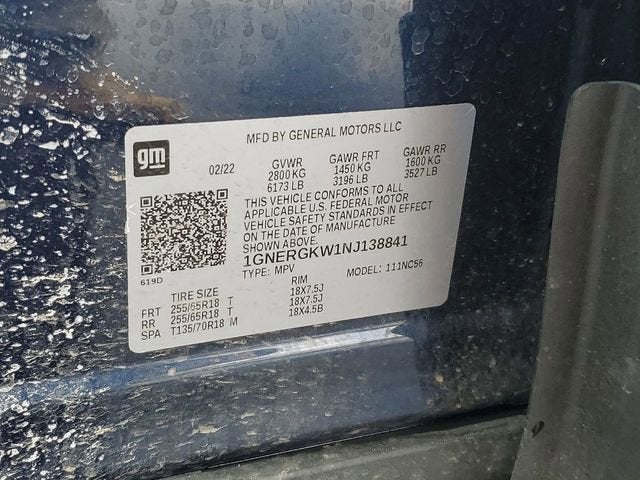 MFD BY GENERAL MOTORS LLC
gm
02/22 GVWR GAWR FRT GAWR RR
2800 KG 1450 KG 1600 KG
6173 LB 3196 LB 3527 LB
THIS VEHICLE CONFORMS TO ALL
APPLICABLE U.S. FEDERAL MOTOR
VEHICLE SAFETY STANDARDS IN EFFECT
ON THE DATE OF MANUFACTURE
SHOWN ABOVE.
1GNERGKW1NJ138841
619D TYPE: MPV MODEL: 111NC56
TIRE SIZE RIM
FRT 255/65R18 T 18X7.5J
RR 255/65R18 T 18X7.5J
SPA T135/70R18 M 18X4.5B